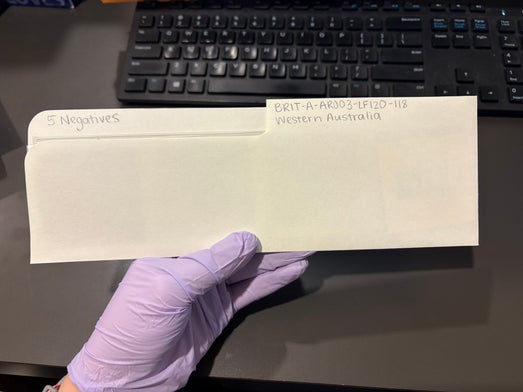 5 Negatives
BRIT-A-AR003-LF120-118
Western Australia